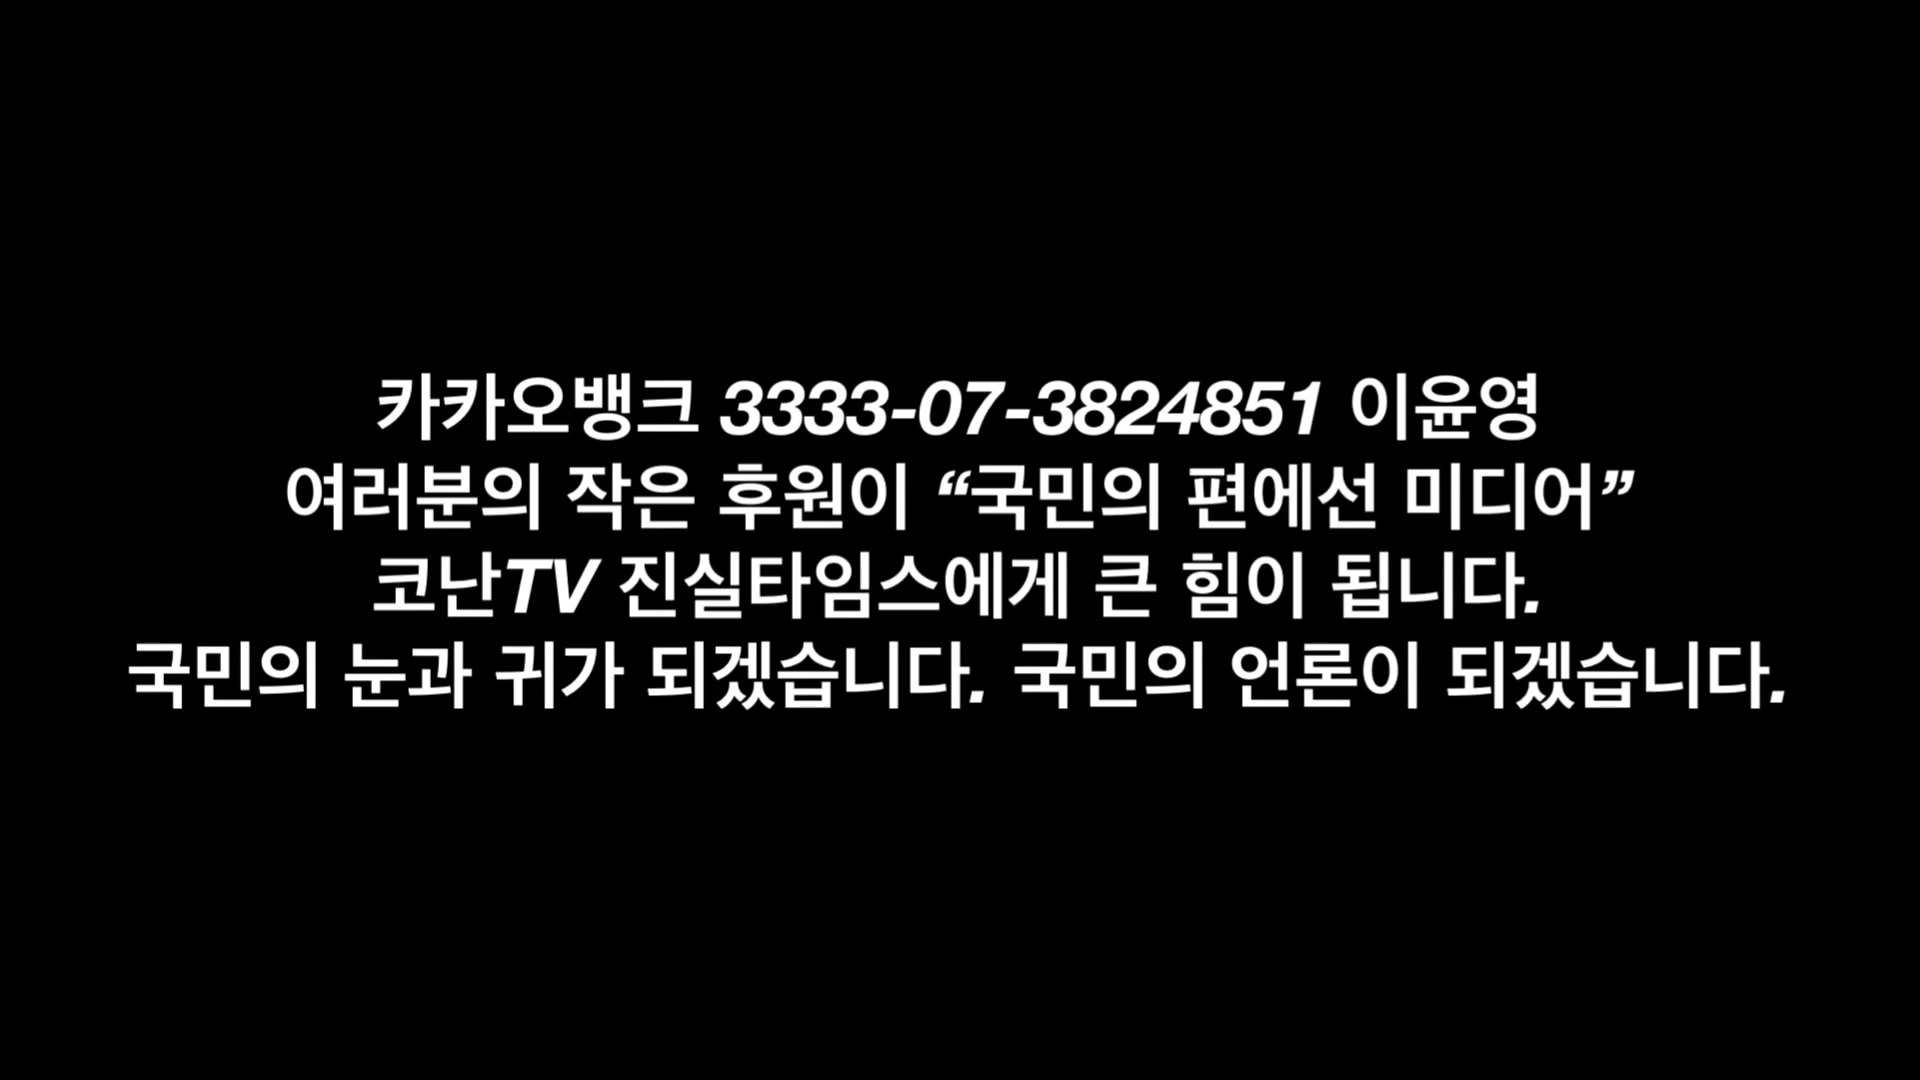 카카오뱅크 3333-07-3824851 이윤영
여러분의 작은 후원이 “국민의 편에선 미디어”
코난TV 진실타임스에게 큰 힘이 됩니다.
국민의 눈과 귀가 되겠습니다. 국민의 언론이 되겠습니다.